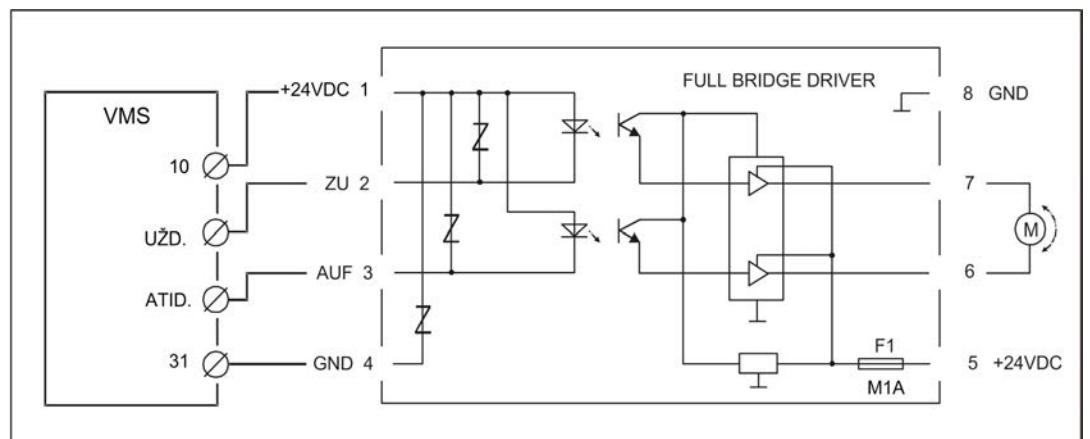 VMS
10
UŽD.
ATID.
31
+24VDC 1
ZU 2
AUF 3
GND 4
FULL BRIDGE DRIVER
8 GND
7
M
6
F1
5 +24VDC
M1A